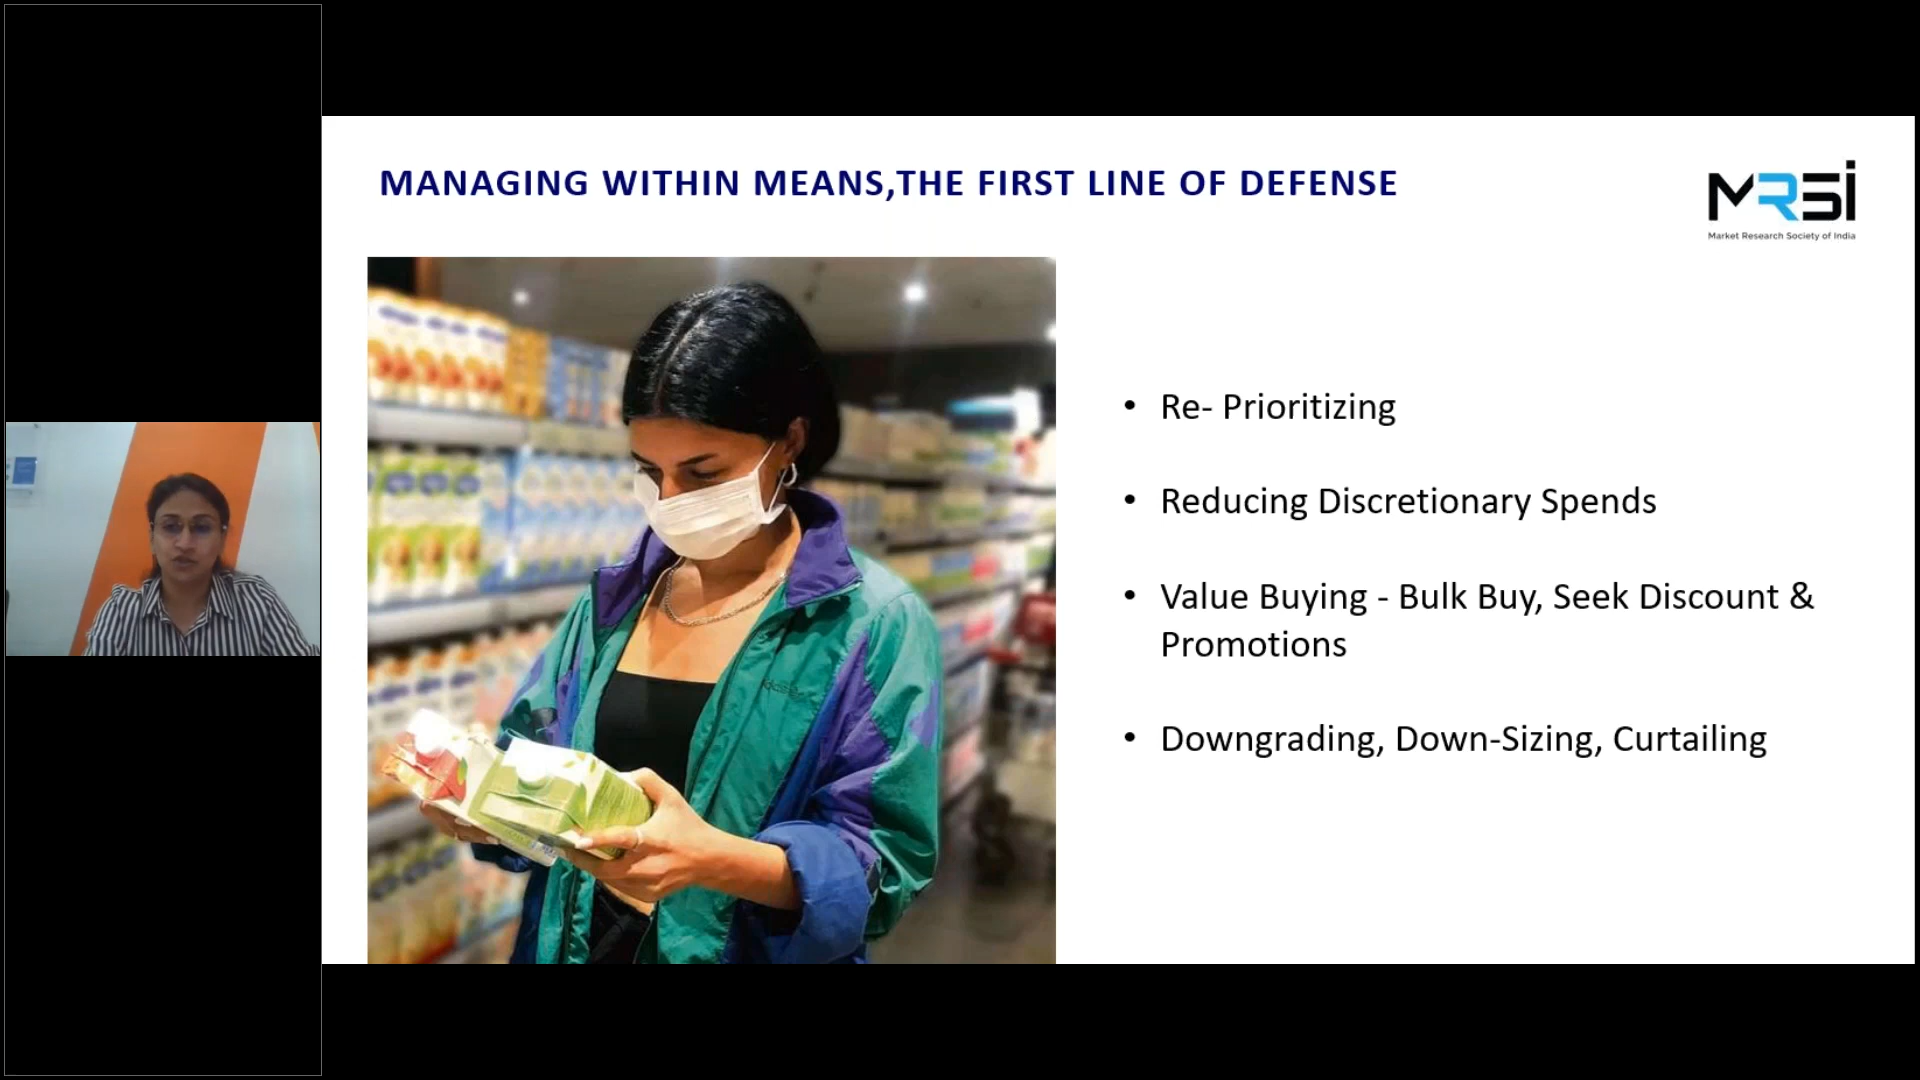 MANAGING WITHIN MEANS,THE FIRST LINE OF DEFENSE
MRSI
Market Research Society of India
• Re- Prioritizing
• Reducing Discretionary Spends
• Value Buying - Bulk Buy, Seek Discount &
Promotions
• Downgrading, Down-Sizing, Curtailing